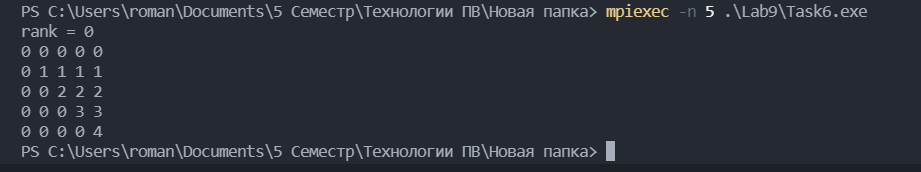 PS C:\Users\roman\Documents\5 Семестр\Технологии ПВ\Новая папка> mpiexec -n 5 .\Lab9\Task6.exe
rank = 0
0 0 0 0 0
0 1 1 1 1
0 0 2 2 2
0 0 0 3 3
0 0 0 0 4
PS C:\Users\roman\Documents\5 Семестр\Технологии ПВ\Новая папка>